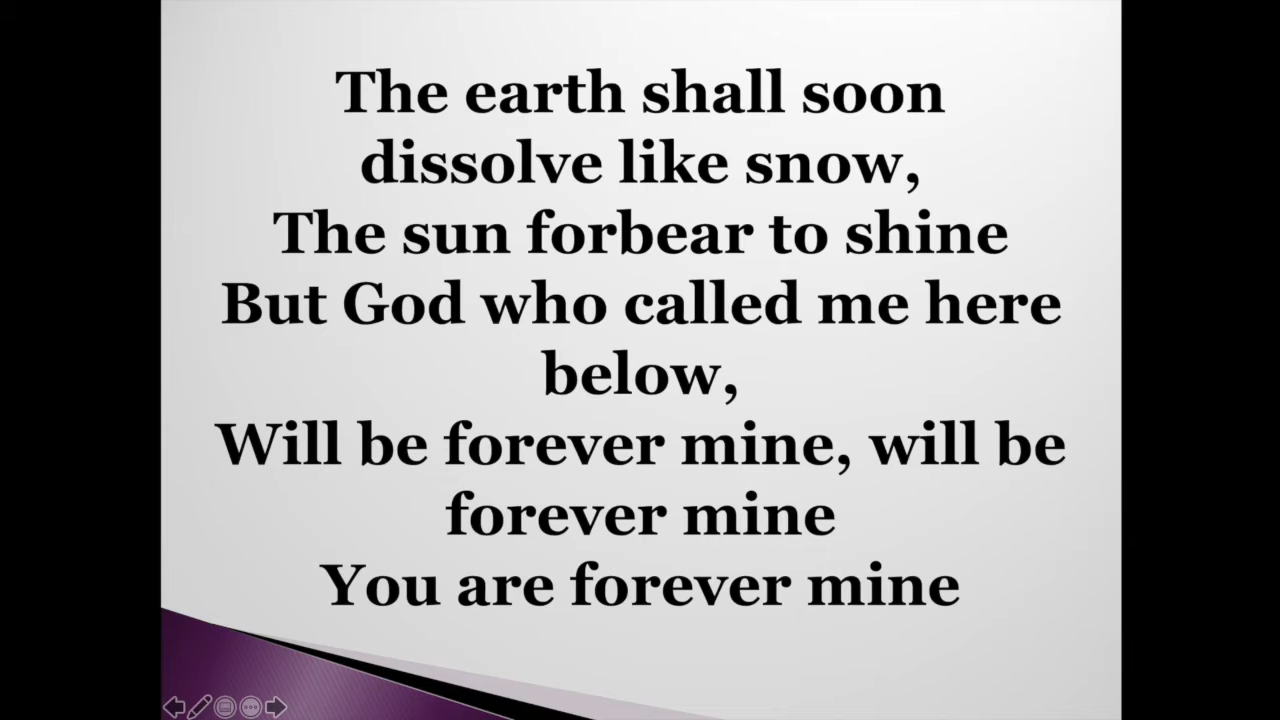 The earth shall soon
dissolve like snow,
The sun forbear to shine
But God who called me here
below,
Will be forever mine, will be
forever mine
You are forever mine